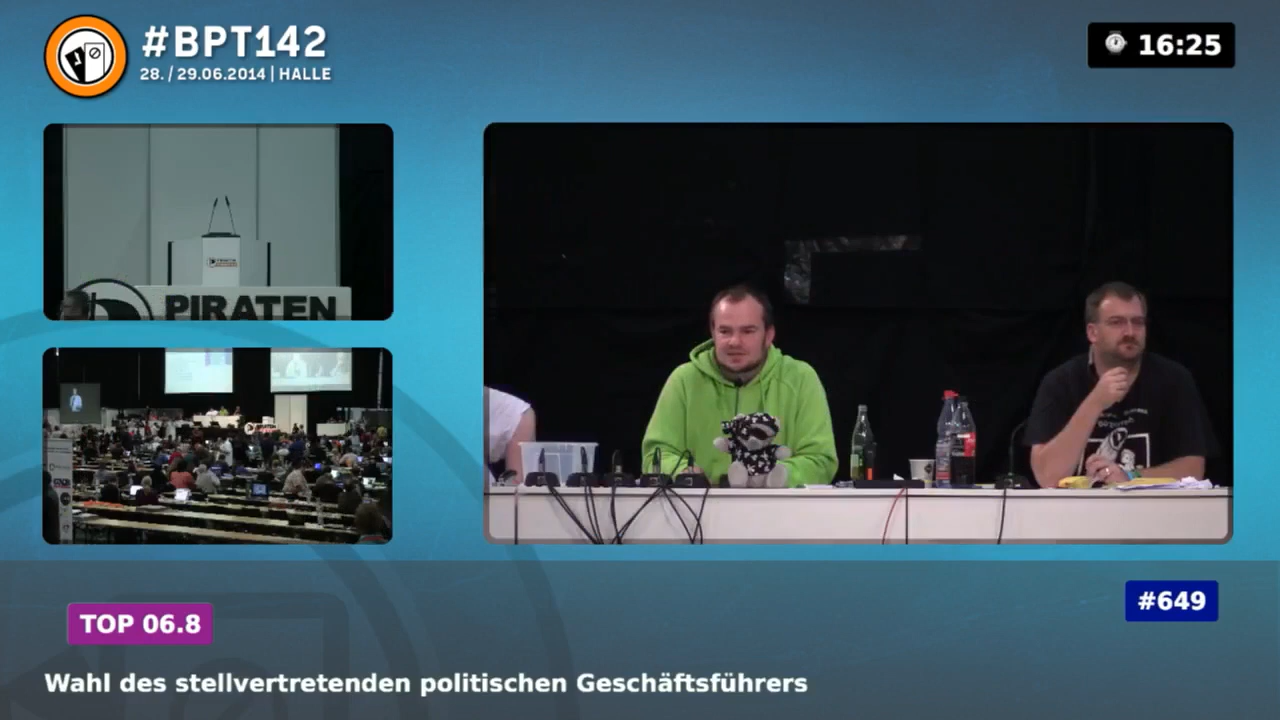 #BPT142
28. / 29.06.2014 | HALLE
16:25
PIRATEN
#649
TOP 06.8
Wahl des stellvertretenden politischen Geschäftsführers